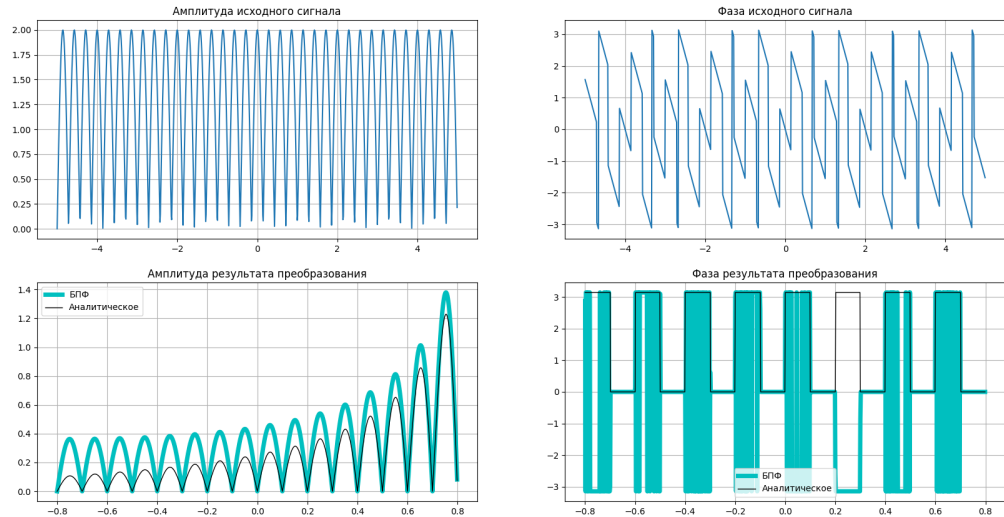 Амплитуда исходного сигнала
2.00
1.75
1.50
1.25
1.00
0.75
0.50
0.25
0.00
−4 −2 0 2 4
Фаза исходного сигнала
3
2
1
0
−1
−2
−3
−4 −2 0 2 4
Амплитуда результата преобразования
БПФ
Аналитическое
1.4
1.2
1.0
0.8
0.6
0.4
0.2
0.0
−0.8 −0.6 −0.4 −0.2 0.0 0.2 0.4 0.6 0.8
Фаза результата преобразования
3
2
1
0
−1
−2
−3
БПФ
Аналитическое
−0.8 −0.6 −0.4 −0.2 0.0 0.2 0.4 0.6 0.8